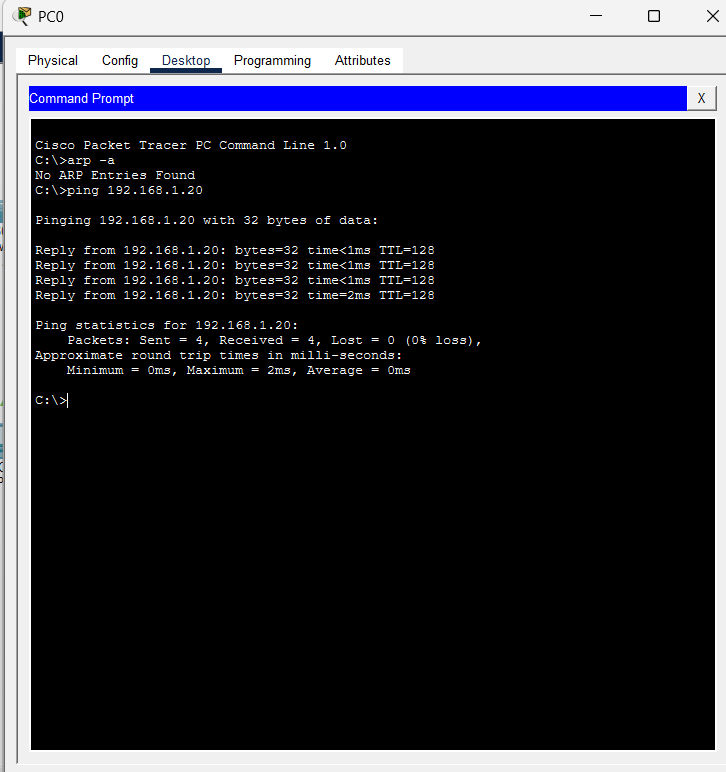 PC0
Physical Config Desktop Programming Attributes
Command Prompt X
Cisco Packet Tracer PC Command Line 1.0
C:\>arp -a
No ARP Entries Found
C:\>ping 192.168.1.20
Pinging 192.168.1.20 with 32 bytes of data:
Reply from 192.168.1.20: bytes=32 time<1ms TTL=128
Reply from 192.168.1.20: bytes=32 time<1ms TTL=128
Reply from 192.168.1.20: bytes=32 time<1ms TTL=128
Reply from 192.168.1.20: bytes=32 time=2ms TTL=128
Ping statistics for 192.168.1.20:
Packets: Sent = 4, Received = 4, Lost = 0 (0% loss),
Approximate round trip times in milli-seconds:
Minimum = 0ms, Maximum = 2ms, Average = 0ms
C:\>